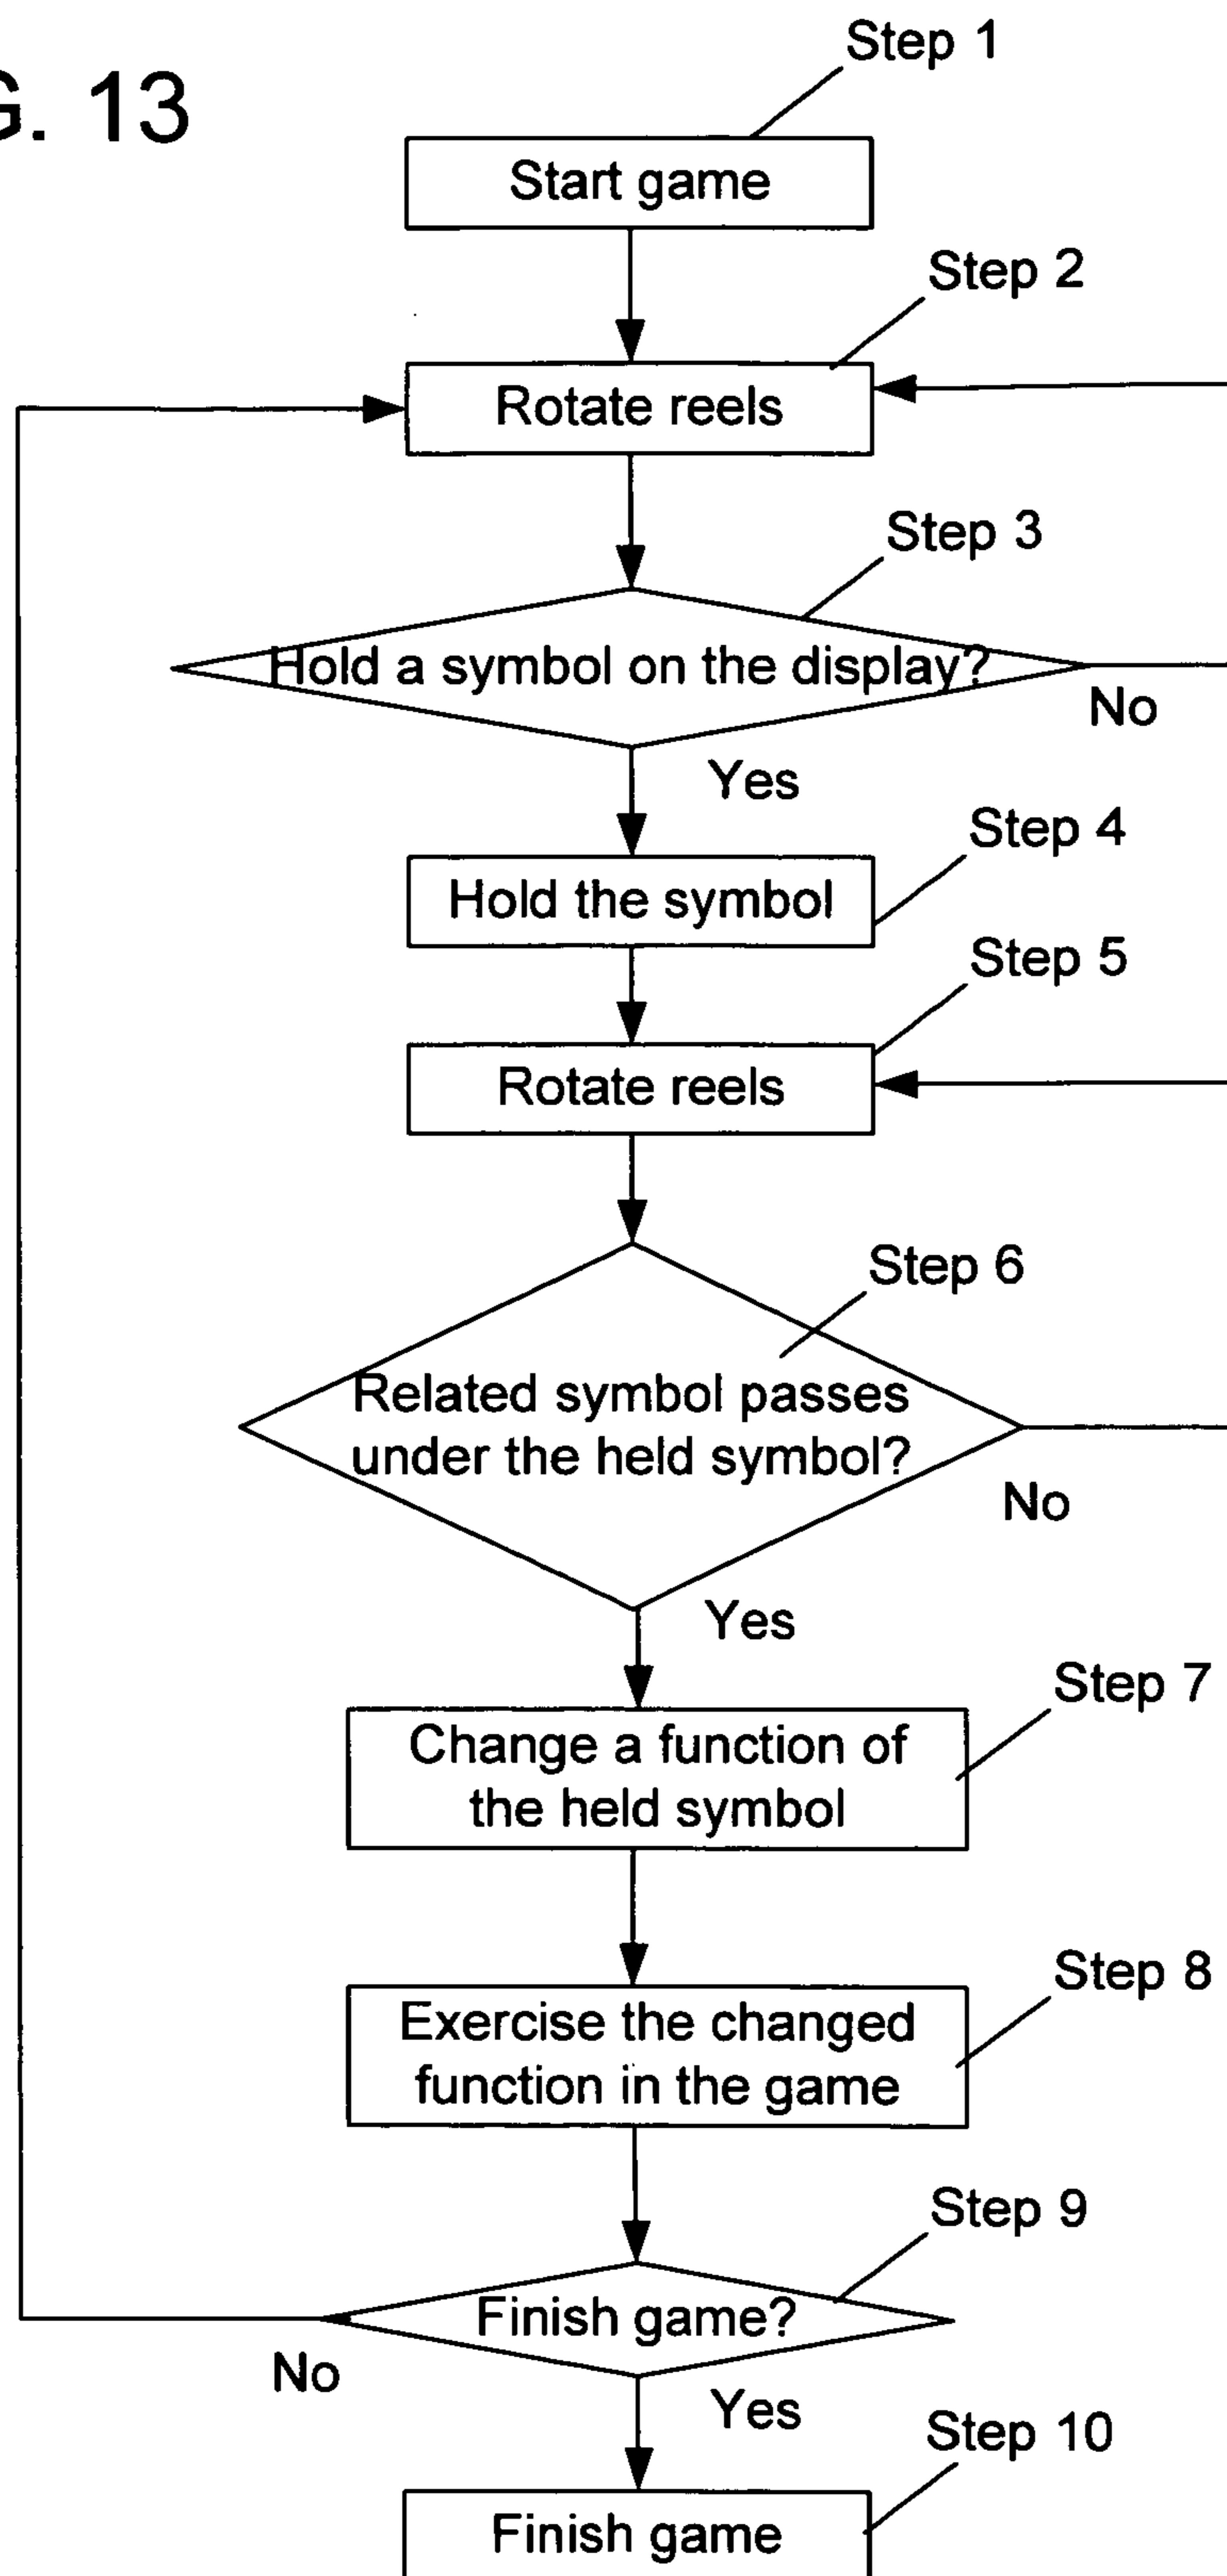 G. 13
Step 1
Start game
Step 2
Rotate reels
Step 3
Hold a symbol on the display?
No
Yes
Step 4
Hold the symbol
Step 5
Rotate reels
Step 6
Related symbol passes
under the held symbol?
No
Yes
Step 7
Change a function of
the held symbol
Step 8
Exercise the changed
function in the game
Step 9
Finish game?
No
Yes
Step 10
Finish game